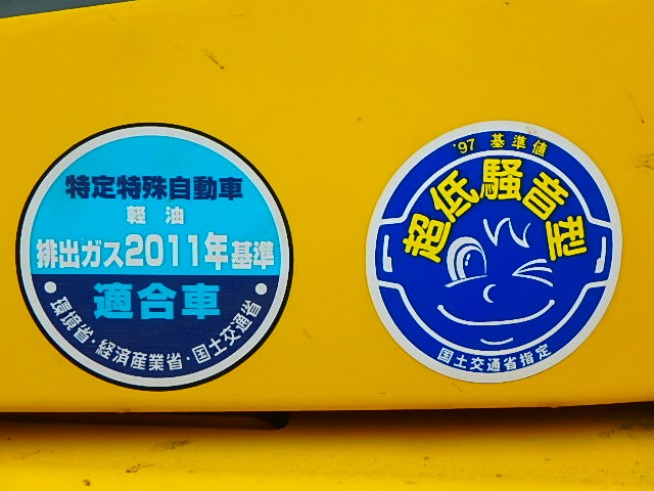 特定特殊自動車
軽油
排出ガス2011年基準
適合車
・環境省・経済産業省・国土交通省・
'97 基準値
超低騒音型
国土交通省指定